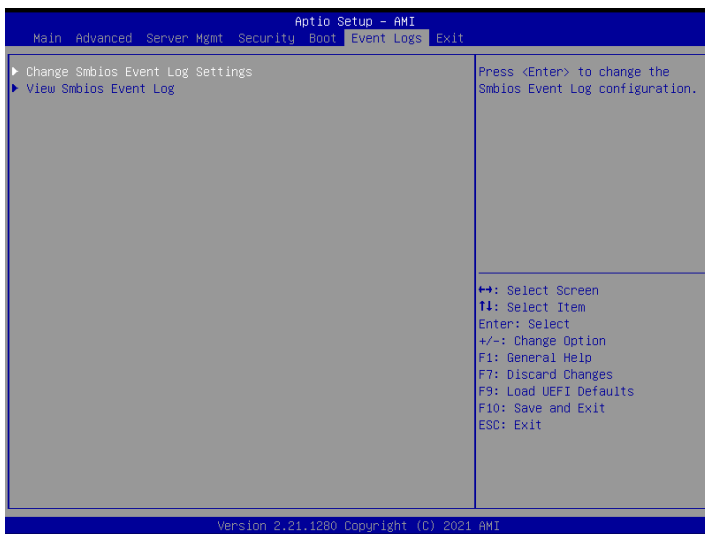 Aptio Setup – AMI
Main Advanced Server Mgmt Security Boot Event Logs Exit
▶ Change Smbios Event Log Settings
▶ View Smbios Event Log
Press <Enter> to change the
Smbios Event Log configuration.
↔: Select Screen
↑↓: Select Item
Enter: Select
+/-: Change Option
F1: General Help
F7: Discard Changes
F9: Load UEFI Defaults
F10: Save and Exit
ESC: Exit
Version 2.21.1280 Copyright (C) 2021 AMI